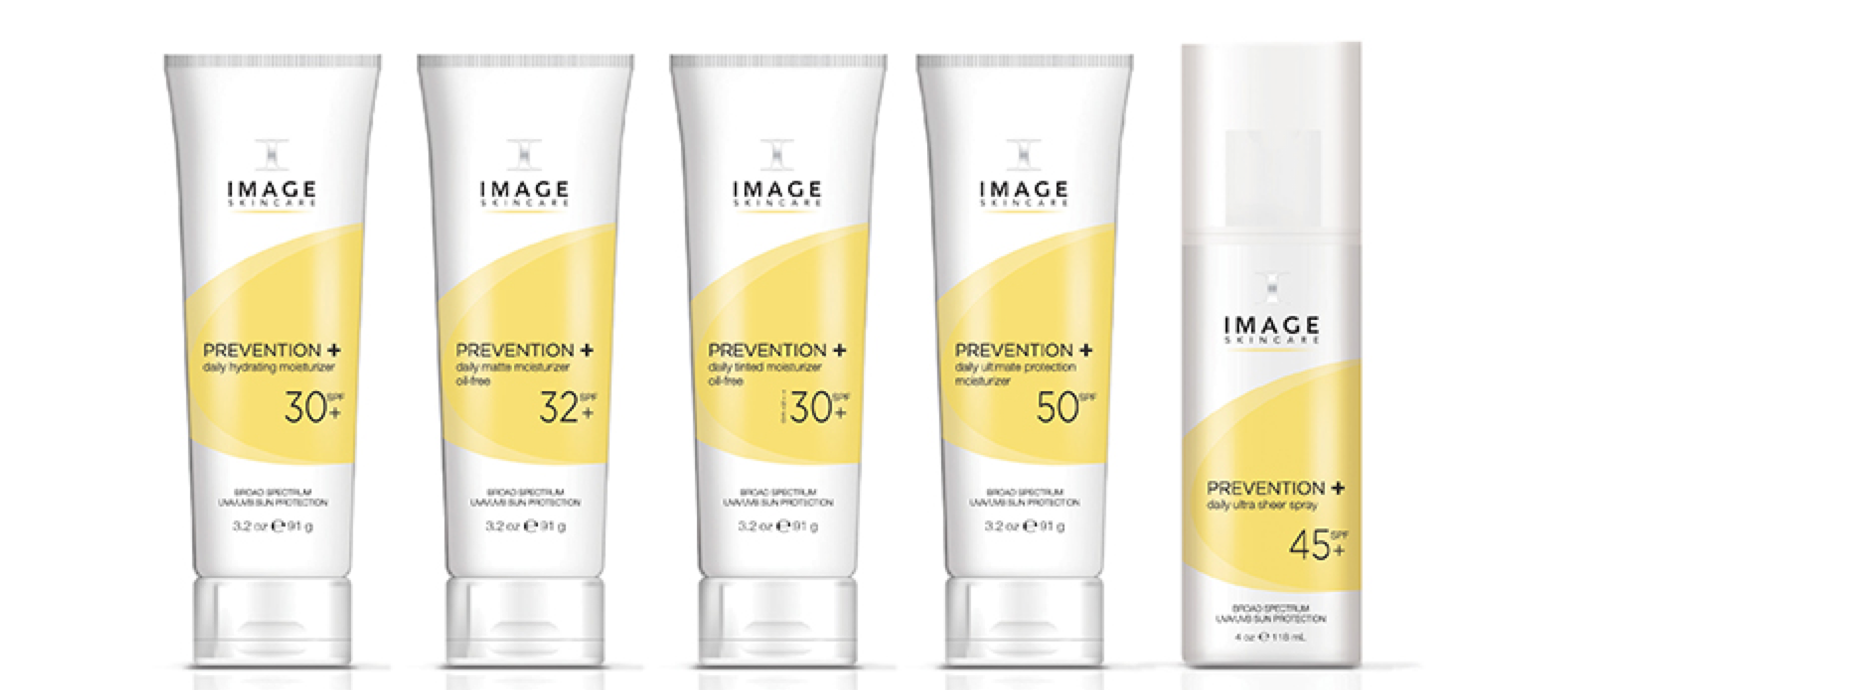 IMAGE
SKINCARE
PREVENTION +
daily hydrating moisturizer
30+ SPF
BROAD SPECTRUM
UVA/UVB SUN PROTECTION
3.2 oz ℮ 91 g
IMAGE
SKINCARE
PREVENTION +
daily matte moisturizer
oil-free
32+ SPF
BROAD SPECTRUM
UVA/UVB SUN PROTECTION
3.2 oz ℮ 91 g
IMAGE
SKINCARE
PREVENTION +
daily tinted moisturizer
oil-free
30+ SPF
BROAD SPECTRUM
UVA/UVB SUN PROTECTION
3.2 oz ℮ 91 g
IMAGE
SKINCARE
PREVENTION +
daily ultimate protection
moisturizer
50 SPF
BROAD SPECTRUM
UVA/UVB SUN PROTECTION
3.2 oz ℮ 91 g
IMAGE
SKINCARE
PREVENTION +
daily ultra sheer spray
45+ SPF
BROAD SPECTRUM
UVA/UVB SUN PROTECTION
4 oz ℮ 118 mL